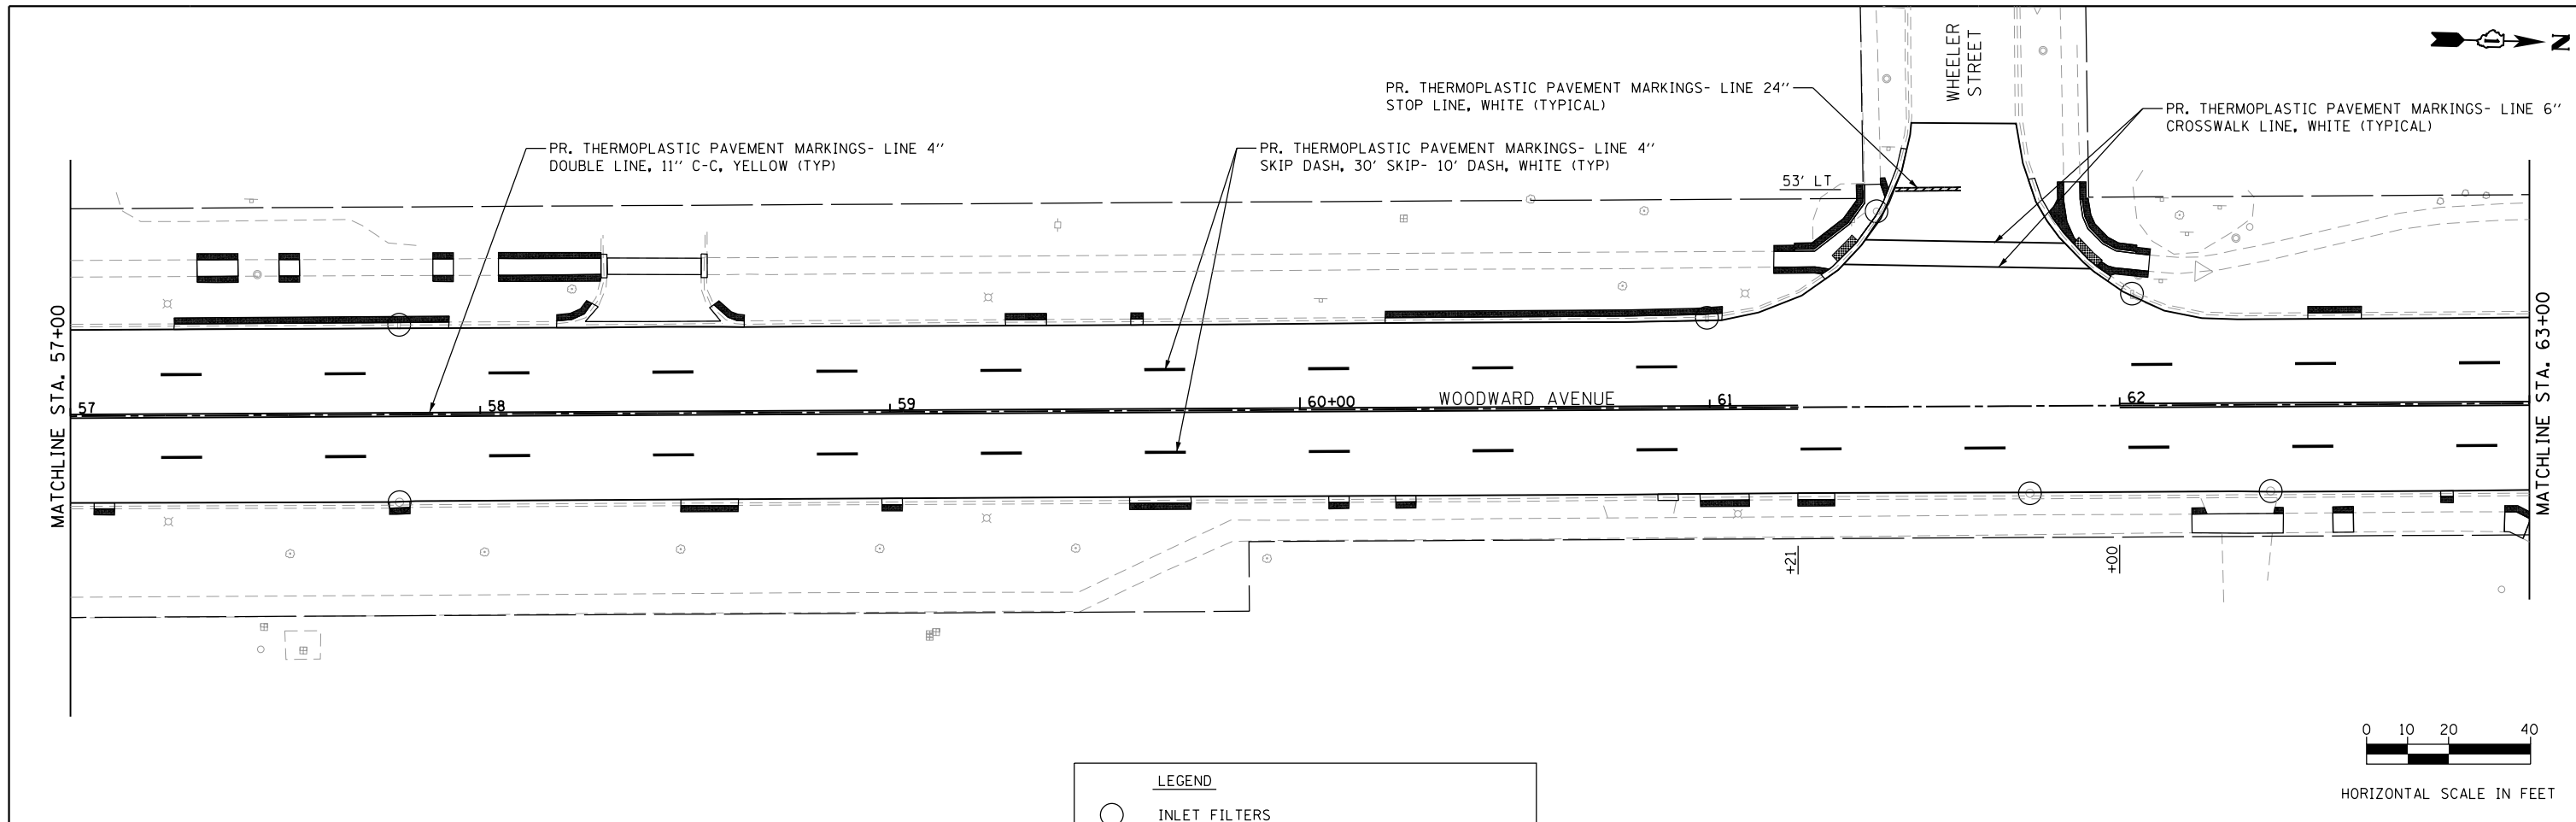 WHEELER
STREET
N
PR. THERMOPLASTIC PAVEMENT MARKINGS- LINE 24''
STOP LINE, WHITE (TYPICAL)
PR. THERMOPLASTIC PAVEMENT MARKINGS- LINE 6''
CROSSWALK LINE, WHITE (TYPICAL)
PR. THERMOPLASTIC PAVEMENT MARKINGS- LINE 4''
DOUBLE LINE, 11'' C-C, YELLOW (TYP)
PR. THERMOPLASTIC PAVEMENT MARKINGS- LINE 4''
SKIP DASH, 30' SKIP- 10' DASH, WHITE (TYP)
53' LT
MATCHLINE STA. 57+00
57
58
59
60+00
WOODWARD AVENUE
61
62
MATCHLINE STA. 63+00
+21
+00
0 10 20 40
HORIZONTAL SCALE IN FEET
LEGEND
INLET FILTERS